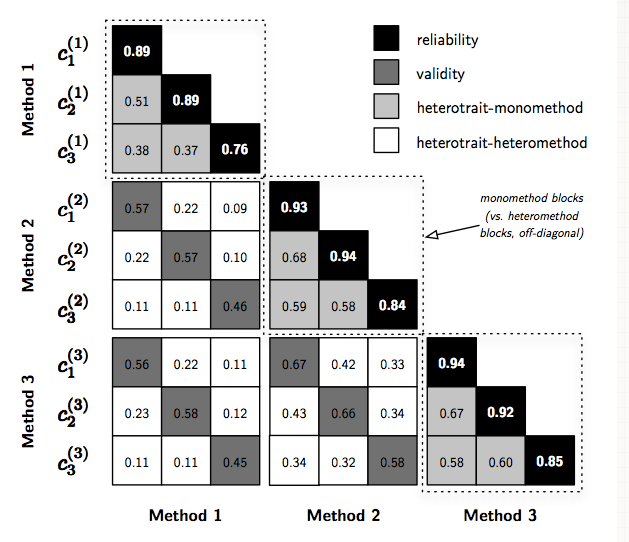 reliability
validity
heterotrait-monomethod
heterotrait-heteromethod
monomethod blocks
(vs. heteromethod
blocks, off-diagonal)
Method 1
c₁⁽¹⁾ 0.89
c₂⁽¹⁾ 0.51 0.89
c₃⁽¹⁾ 0.38 0.37 0.76
Method 2
c₁⁽²⁾ 0.57 0.22 0.09 0.93
c₂⁽²⁾ 0.22 0.57 0.10 0.68 0.94
c₃⁽²⁾ 0.11 0.11 0.46 0.59 0.58 0.84
Method 3
c₁⁽³⁾ 0.56 0.22 0.11 0.67 0.42 0.33 0.94
c₂⁽³⁾ 0.23 0.58 0.12 0.43 0.66 0.34 0.67 0.92
c₃⁽³⁾ 0.11 0.11 0.45 0.34 0.32 0.58 0.58 0.60 0.85
Method 1 Method 2 Method 3